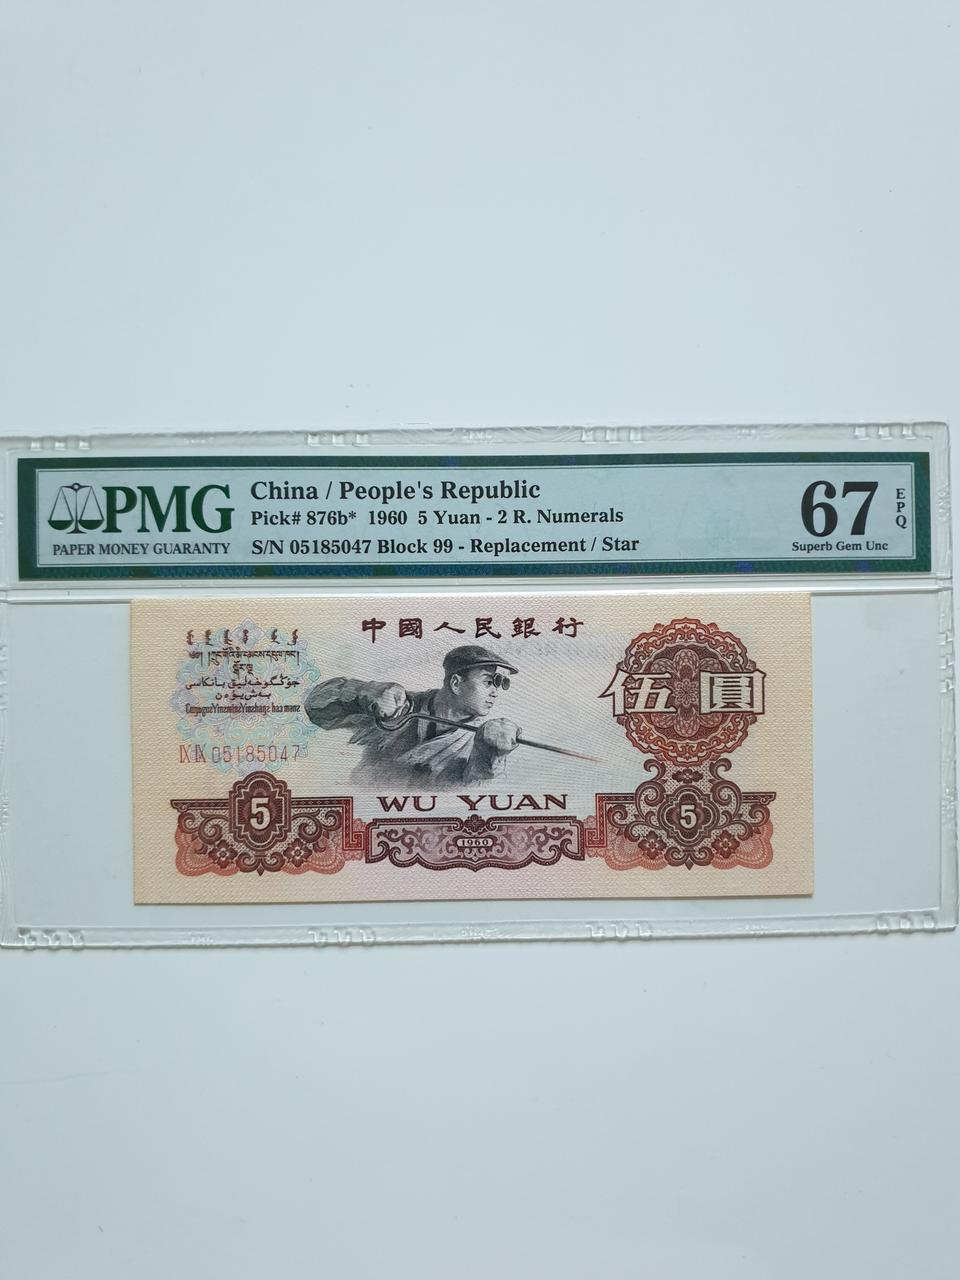 PMG
PAPER MONEY GUARANTY
China / People's Republic
Pick# 876b* 1960 5 Yuan - 2 R. Numerals
S/N 05185047 Block 99 - Replacement / Star
67
EPQ
Superb Gem Unc
中國人民銀行
伍圓
IX IX 05185047
WU YUAN
5
1960
5